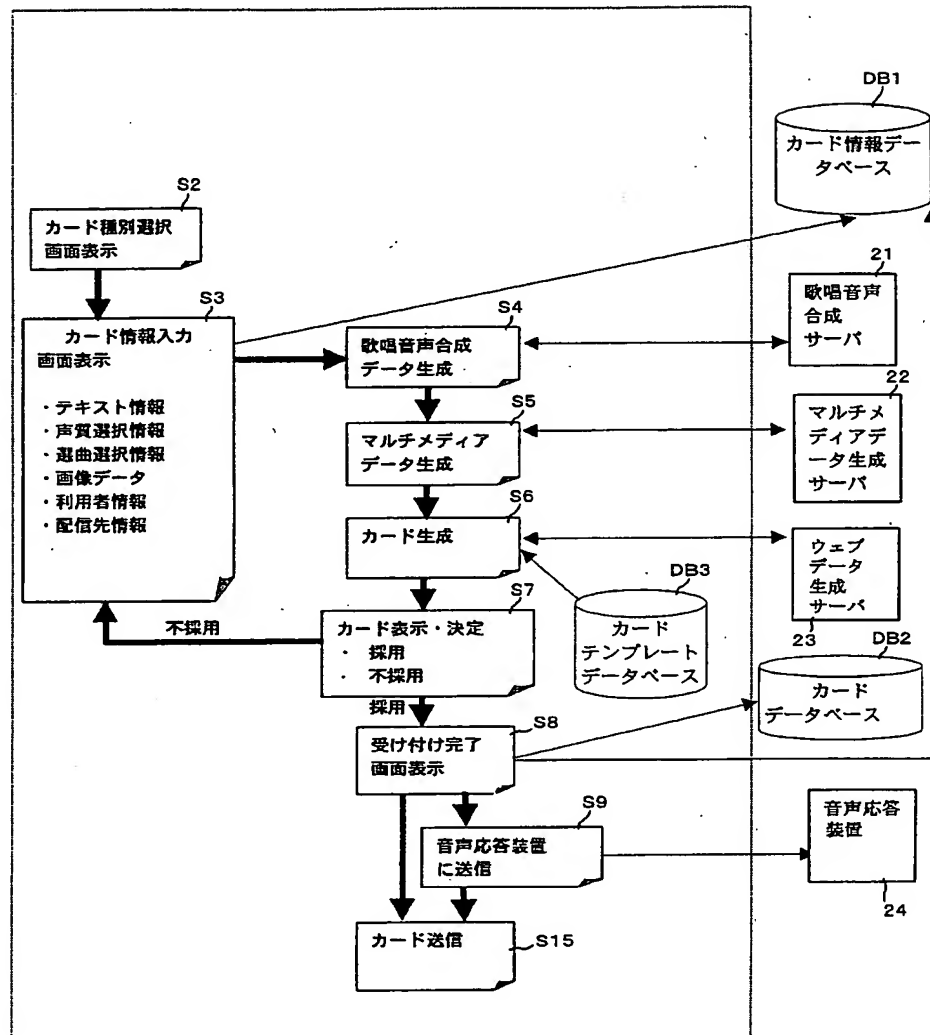 DB1
カード情報デー
タベース
S2
カード種別選択
画面表示
S3
カード情報入力
画面表示
・テキスト情報
・声質選択情報
・選曲選択情報
・画像データ
・利用者情報
・配信先情報
S4
歌唱音声合成
データ生成
21
歌唱音声
合成
サーバ
S5
マルチメディア
データ生成
22
マルチメ
ディアデ
ータ生成
サーバ
S6
カード生成
ウェブ
データ
生成
サーバ
23
DB3
カード
テンプレート
データベース
S7
カード表示・決定
・ 採用
・ 不採用
不採用
採用
DB2
カード
データベース
S8
受け付け完了
画面表示
S9
音声応答装置
に送信
音声応答
装置
24
カード送信
S15